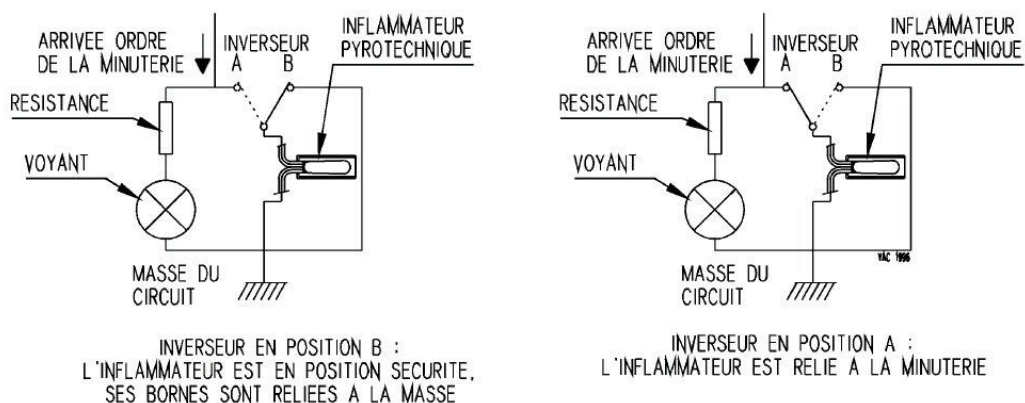 ARRIVEE ORDRE
DE LA MINUTERIE
INVERSEUR
A B
INFLAMMATEUR
PYROTECHNIQUE
RESISTANCE
VOYANT
MASSE DU
CIRCUIT
INVERSEUR EN POSITION B :
L'INFLAMMATEUR EST EN POSITION SECURITE,
SES BORNES SONT RELIEES A LA MASSE
ARRIVEE ORDRE
DE LA MINUTERIE
INVERSEUR
A B
INFLAMMATEUR
PYROTECHNIQUE
RESISTANCE
VOYANT
YAC 1996
MASSE DU
CIRCUIT
INVERSEUR EN POSITION A :
L'INFLAMMATEUR EST RELIE A LA MINUTERIE